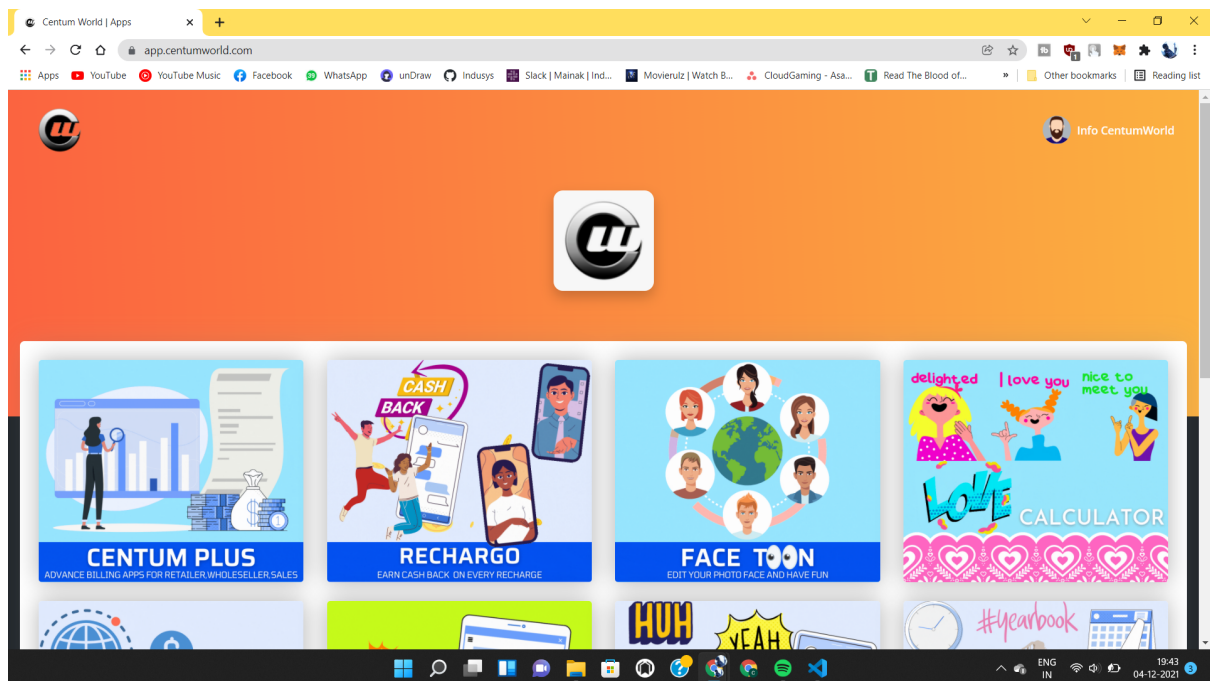 Centum World | Apps
app.centumworld.com
Apps YouTube YouTube Music Facebook WhatsApp unDraw Indusys Slack | Mainak | Ind... Movierulz | Watch B... CloudGaming - Asa... Read The Blood of... » Other bookmarks Reading list
Info CentumWorld
CW
CASH
BACK
delighted I love you nice to
meet you
LOVE
CALCULATOR
CENTUM PLUS
ADVANCE BILLING APPS FOR RETAILER,WHOLESELLER,SALES
RECHARGO
EARN CASH BACK ON EVERY RECHARGE
FACE TOON
EDIT YOUR PHOTO FACE AND HAVE FUN
HUH
YEAH
#yearbook
ENG
IN
19:43
04-12-2021
3